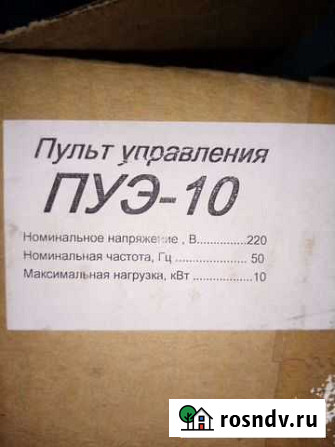 Пульт управления
ПУЭ-10
Номинальное напряжение , В...............220
Номинальная частота, Гц ...................... 50
Максимальная нагрузка, кВт .................10
rosndv.ru